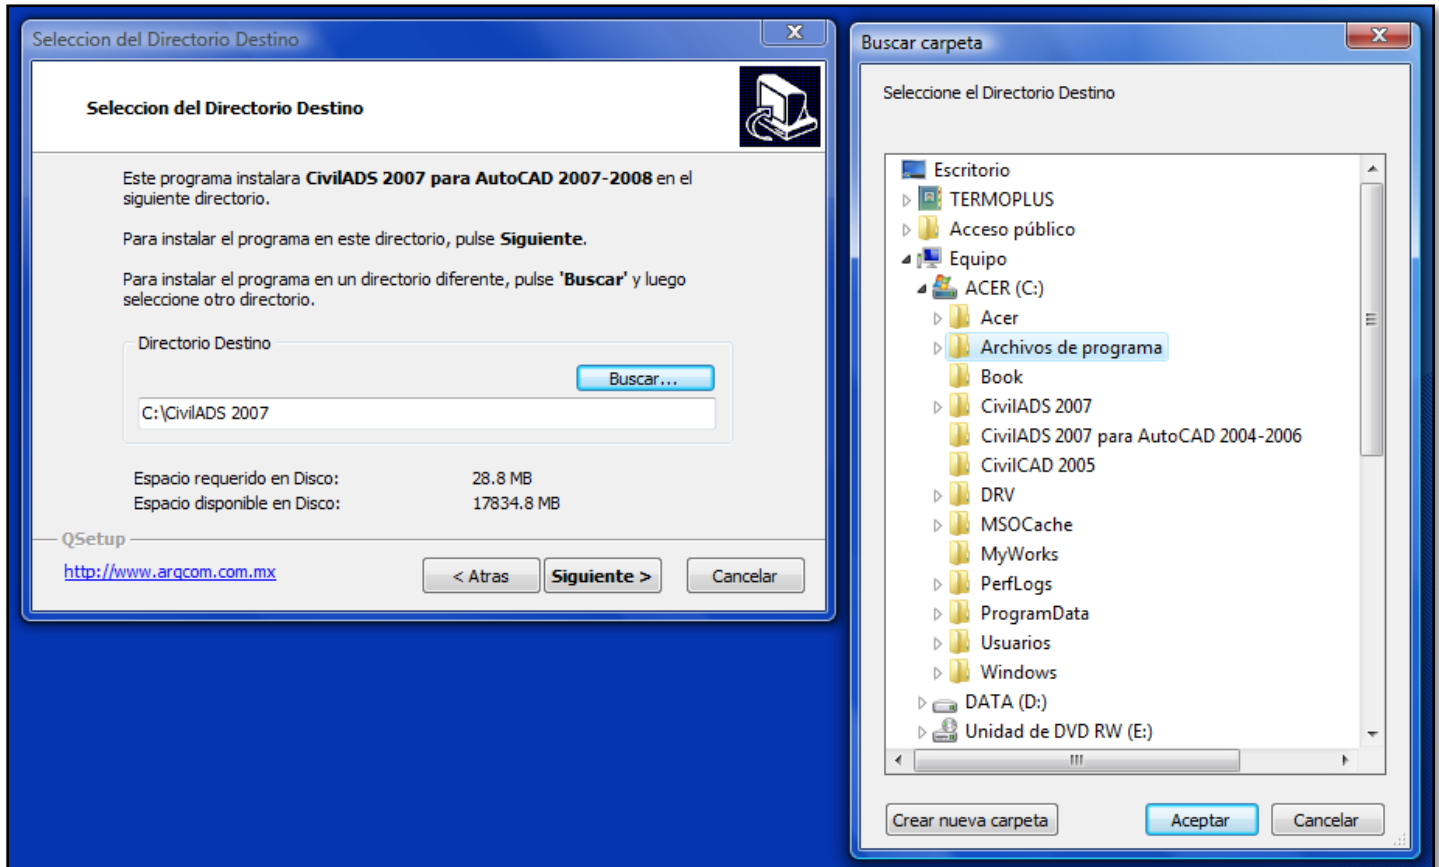 Seleccion del Directorio Destino
Seleccion del Directorio Destino
Este programa instalara CivilADS 2007 para AutoCAD 2007-2008 en el
siguiente directorio.
Para instalar el programa en este directorio, pulse Siguiente.
Para instalar el programa en un directorio diferente, pulse 'Buscar' y luego
seleccione otro directorio.
Directorio Destino
Buscar...
C:\CivilADS 2007
Espacio requerido en Disco: 28.8 MB
Espacio disponible en Disco: 17834.8 MB
QSetup
http://www.arqcom.com.mx
< Atras Siguiente > Cancelar
Buscar carpeta
Seleccione el Directorio Destino
Escritorio
TERMOPLUS
Acceso público
Equipo
ACER (C:)
Acer
Archivos de programa
Book
CivilADS 2007
CivilADS 2007 para AutoCAD 2004-2006
CivilCAD 2005
DRV
MSOCache
MyWorks
PerfLogs
ProgramData
Usuarios
Windows
DATA (D:)
Unidad de DVD RW (E:)
Crear nueva carpeta Aceptar Cancelar